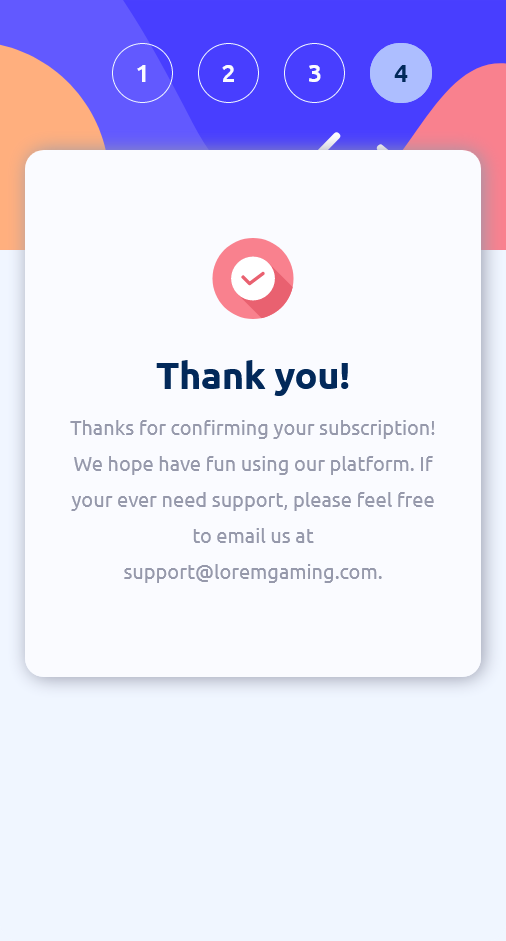 1 2 3 4
Thank you!
Thanks for confirming your subscription!
We hope have fun using our platform. If
your ever need support, please feel free
to email us at
support@loremgaming.com.